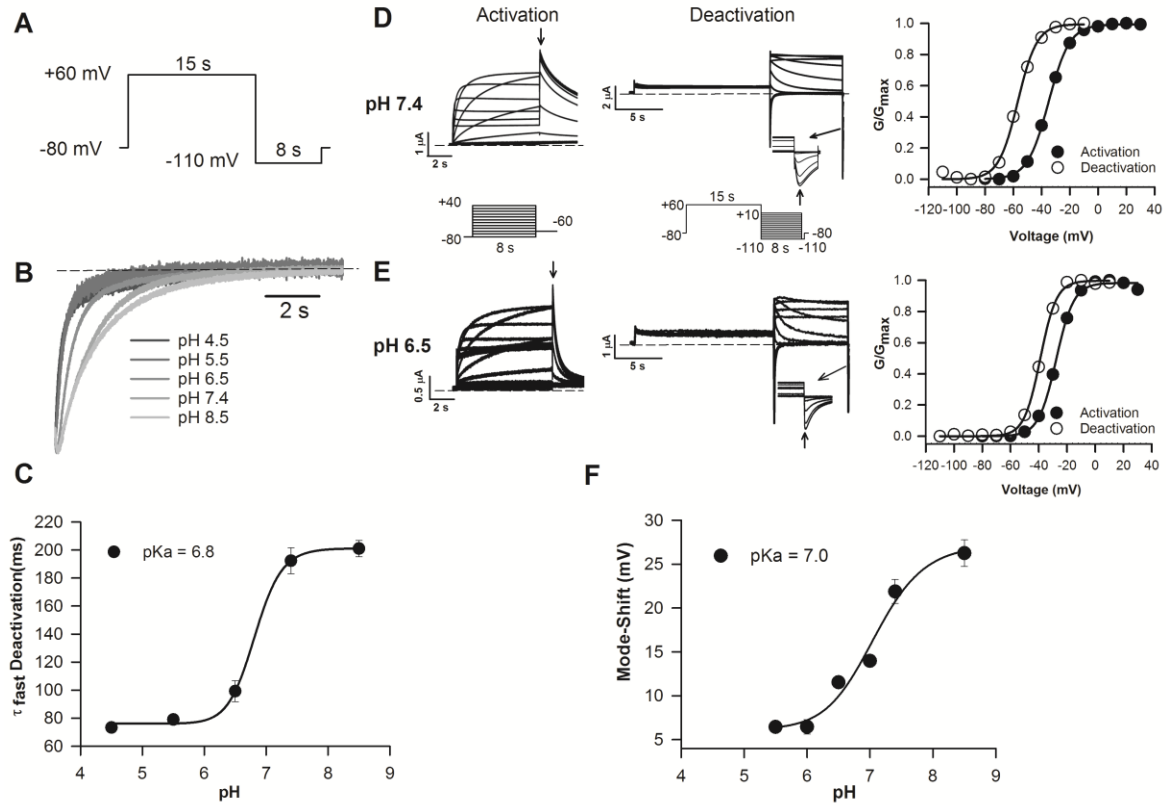 A
+60 mV
15 s
-80 mV
-110 mV
8 s
B
2 s
pH 4.5
pH 5.5
pH 6.5
pH 7.4
pH 8.5
D
Activation
Deactivation
pH 7.4
1 μA
2 s
2 μA
5 s
+40
-60
-80
8 s
+60
15 s
+10
-80
-80
-110
8 s
-110
G/Gmax
1.0
0.8
0.6
0.4
0.2
0.0
Activation
Deactivation
-120 -100 -80 -60 -40 -20 0 20 40
Voltage (mV)
E
pH 6.5
0.5 μA
2 s
1 μA
5 s
G/Gmax
1.0
0.8
0.6
0.4
0.2
0.0
Activation
Deactivation
-120 -100 -80 -60 -40 -20 0 20 40
Voltage (mV)
C
τ fast Deactivation(ms)
220
200
180
160
140
120
100
80
60
pKa = 6.8
4 5 6 7 8 9
pH
F
Mode-Shift (mV)
30
25
20
15
10
5
pKa = 7.0
4 5 6 7 8 9
pH